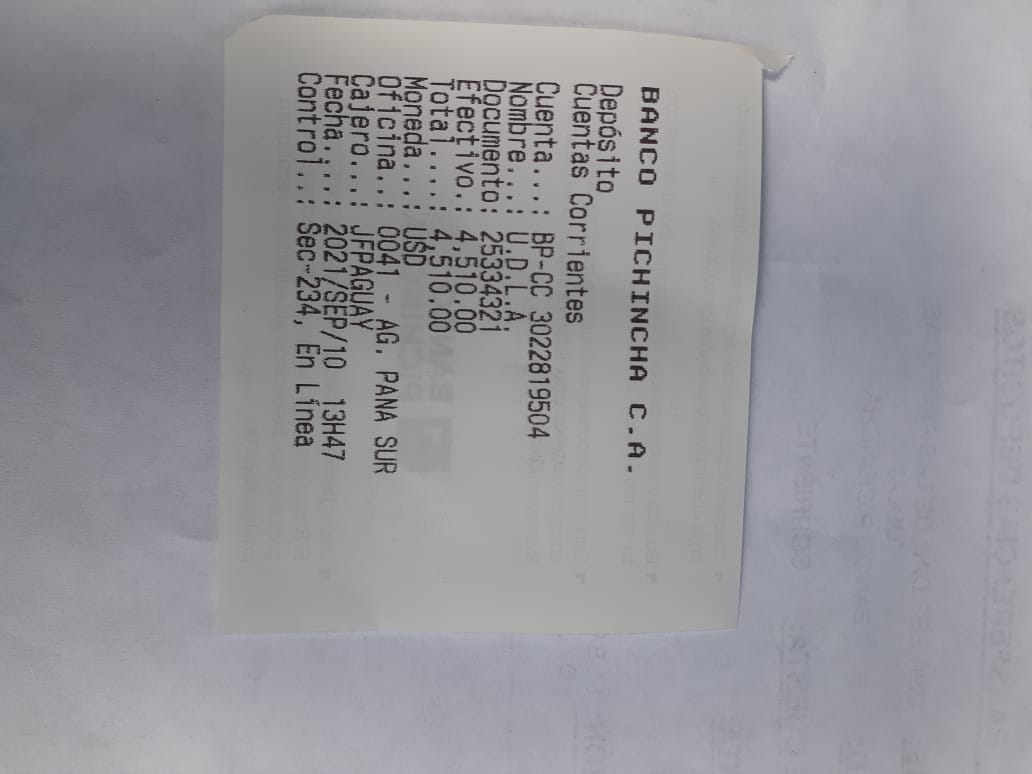 BANCO PICHINCHA C.A.
Depósito
Cuentas Corrientes
Cuenta...: BP-CC 3022819504
Nombre...: U.D.L.A.
Documento: 25334321
Efectivo.: 4,510.00
Total....: 4,510.00
Moneda...: USD
Oficina..: 0041 - AG. PANA SUR
Cajero...: JFPAGUAY
Fecha....: 2021/SEP/10 13H47
Control..: Sec-234, En Línea